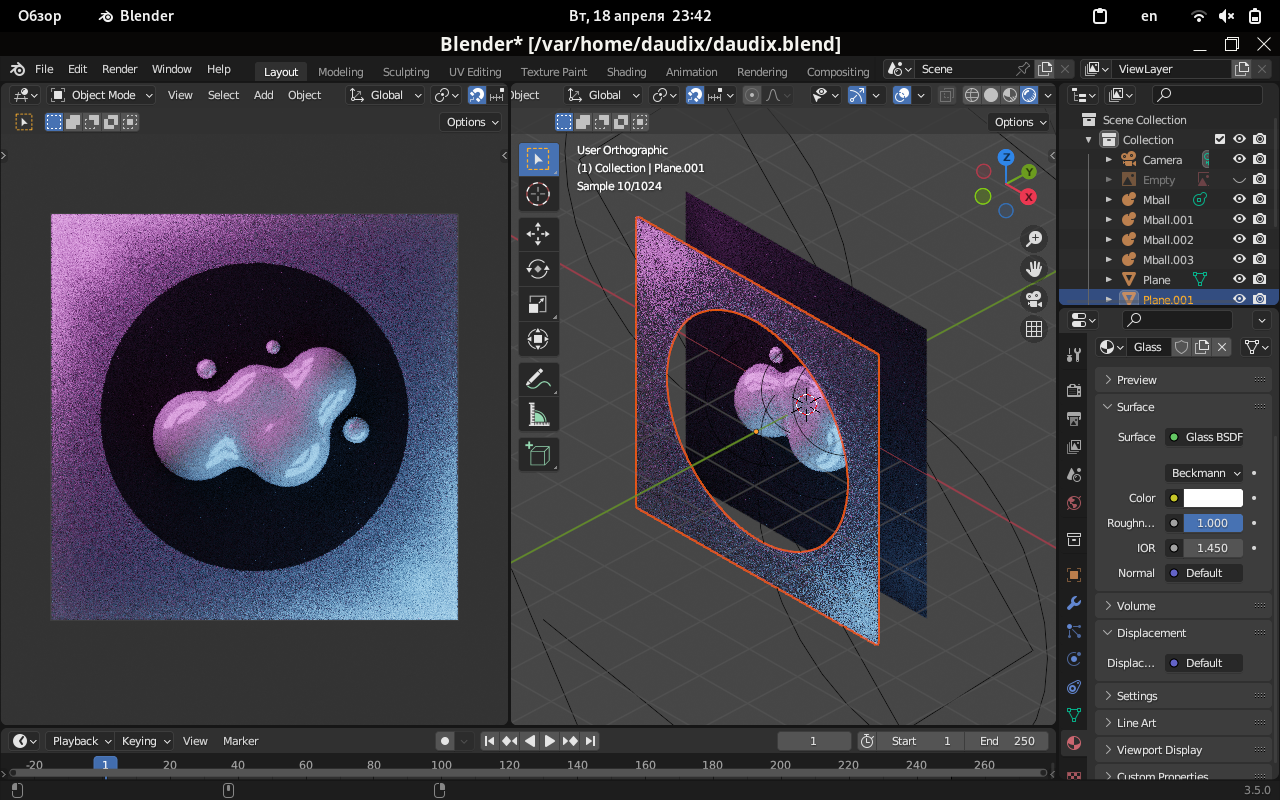 Обзор Blender Вт, 18 апреля 23:42 en
Blender* [/var/home/daudix/daudix.blend]
File Edit Render Window Help Layout Modeling Sculpting UV Editing Texture Paint Shading Animation Rendering Compositing Scene ViewLayer
Object Mode View Select Add Object Global Object Global
Options Options
User Orthographic
(1) Collection | Plane.001
Sample 10/1024
Z
Y
X
Scene Collection
Collection
Camera
Empty
Mball
Mball.001
Mball.002
Mball.003
Plane
Plane.001
Glass
Preview
Surface
Surface Glass BSDF
Beckmann
Color
Roughn... 1.000
IOR 1.450
Normal Default
Volume
Displacement
Displac... Default
Settings
Line Art
Viewport Display
Custom Properties
Playback Keying View Marker 1 Start 1 End 250
-20 1 20 40 60 80 100 120 140 160 180 200 220 240 260
3.5.0